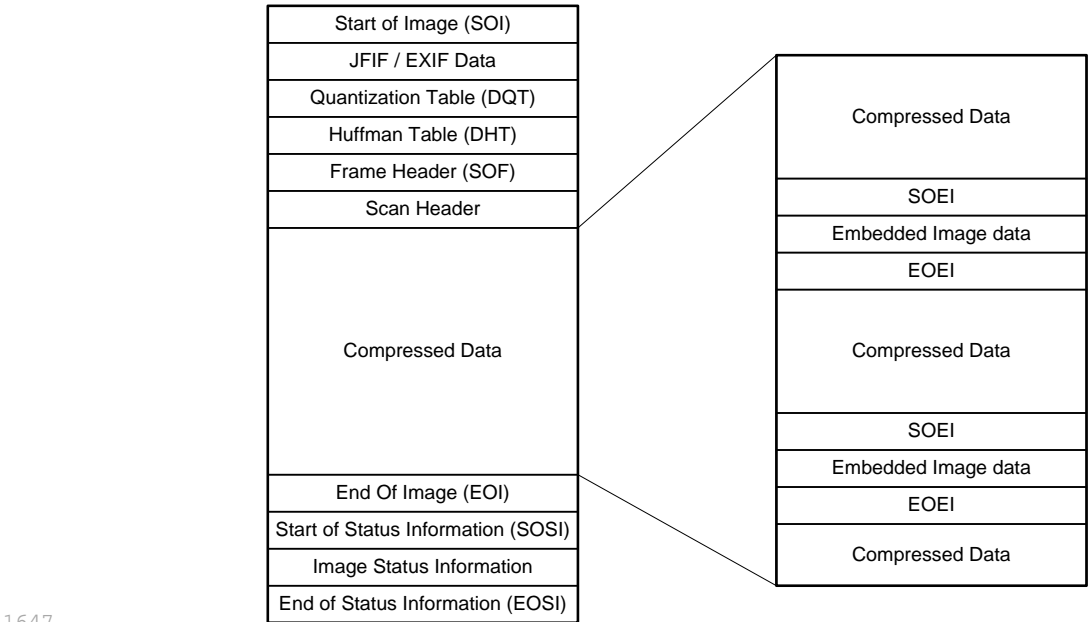 Start of Image (SOI)
JFIF / EXIF Data
Quantization Table (DQT)
Huffman Table (DHT)
Frame Header (SOF)
Scan Header
Compressed Data
End Of Image (EOI)
Start of Status Information (SOSI)
Image Status Information
End of Status Information (EOSI)
Compressed Data
SOEI
Embedded Image data
EOEI
Compressed Data
SOEI
Embedded Image data
EOEI
Compressed Data
1647